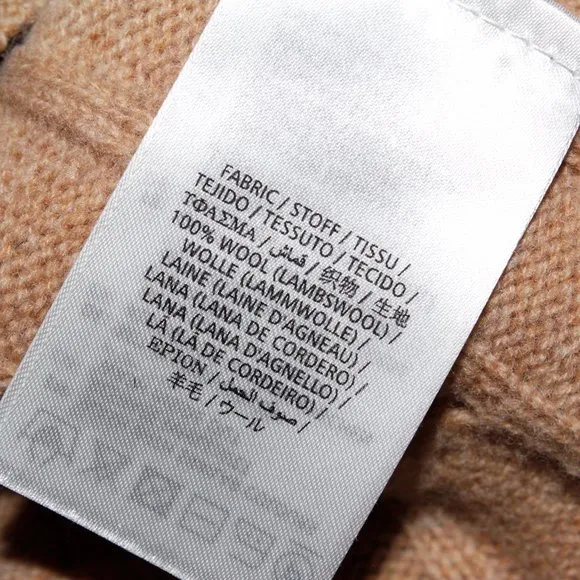 FABRIC / STOFF / TISSU /
TEJIDO / TESSUTO / TECIDO /
ΤΦΑΣΜΑ / قماش / 织物 / 生地
100% WOOL (LAMBSWOOL) /
WOLLE (LAMMWOLLE) /
LAINE (LAINE D'AGNEAU) /
LANA (LANA DE CORDERO) /
LANA (LANA D'AGNELLO) /
LÃ (LÃ DE CORDEIRO) /
ΕΡΙΟΝ / صوف الحمل /
羊毛 / ウール /